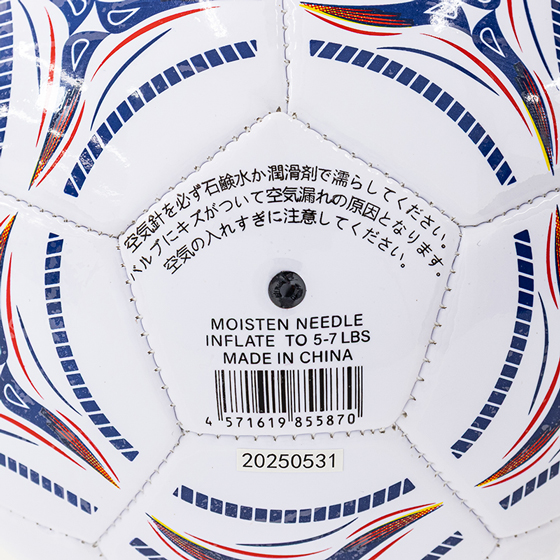 空気針を必ず石鹸水か潤滑剤で濡らしてください。
バルブにキズがついて空気漏れの原因となります。
空気の入れすぎに注意してください。
MOISTEN NEEDLE
INFLATE TO 5-7 LBS
MADE IN CHINA
4 571619 855870
20250531